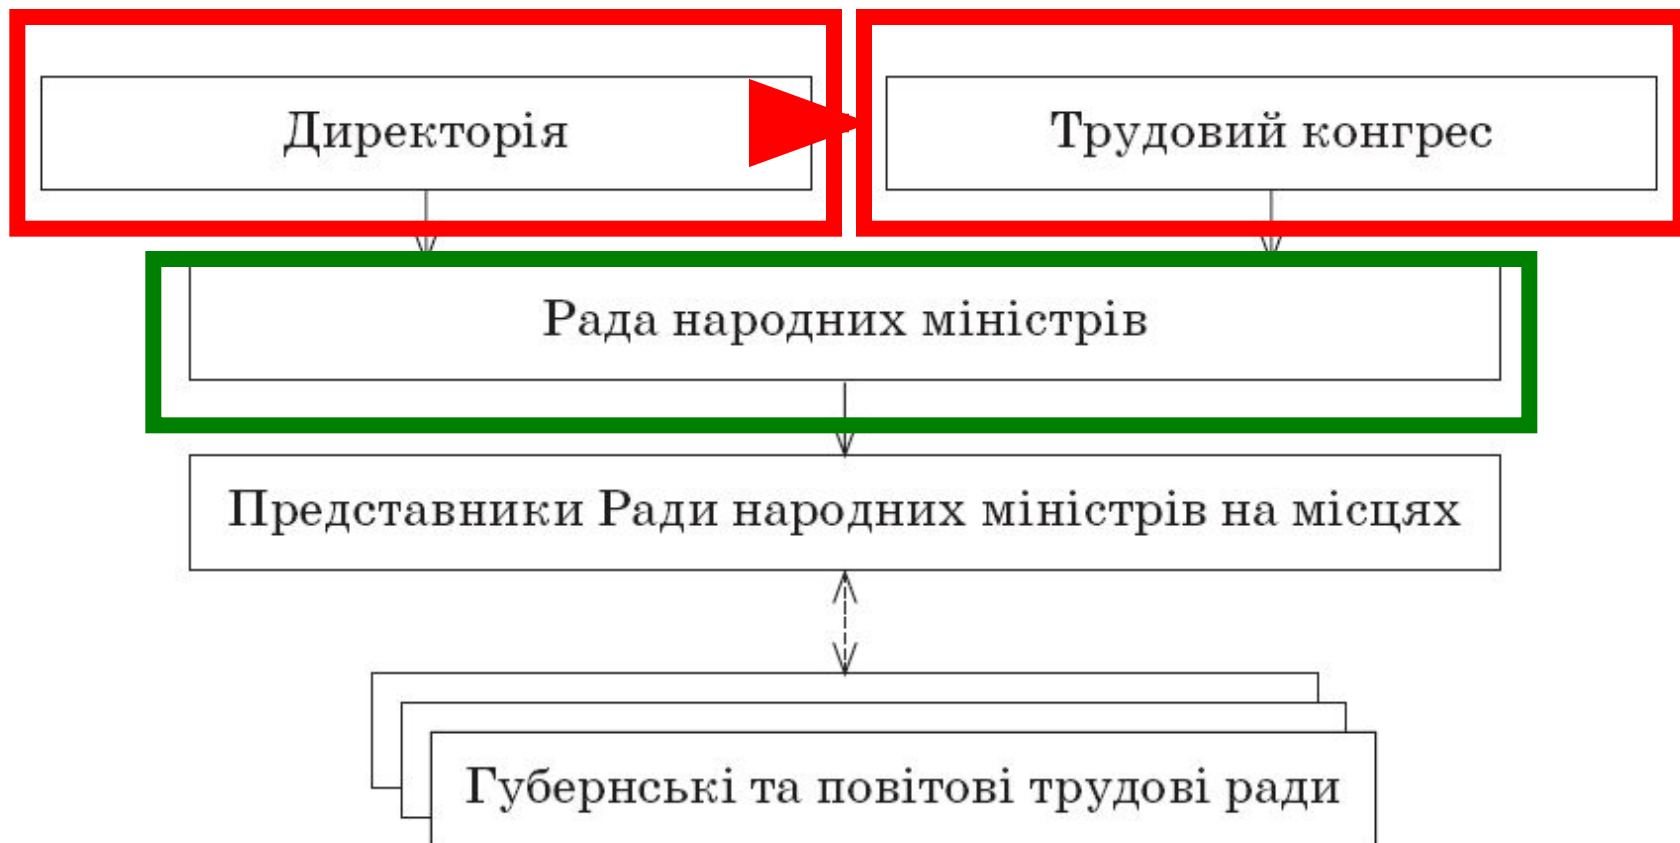 Директорія
Трудовий конгрес
Рада народних міністрів
Представники Ради народних міністрів на місцях
Губернські та повітові трудові ради